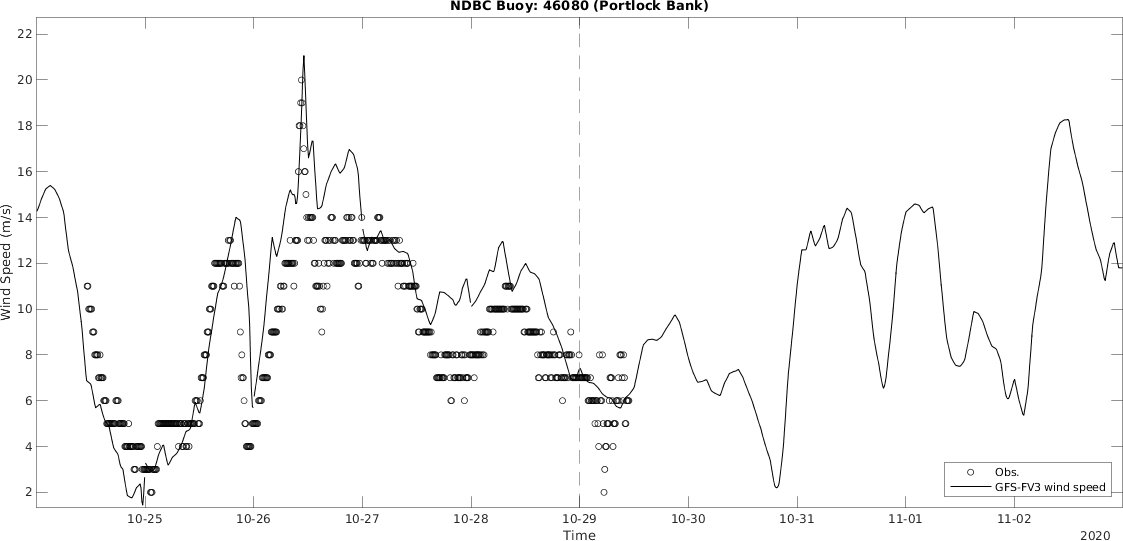 NDBC Buoy: 46080 (Portlock Bank)
22
20
18
16
14
12
10
8
6
4
2
Wind Speed (m/s)
10-25 10-26 10-27 10-28 10-29 10-30 10-31 11-01 11-02
Time
2020
Obs.
GFS-FV3 wind speed